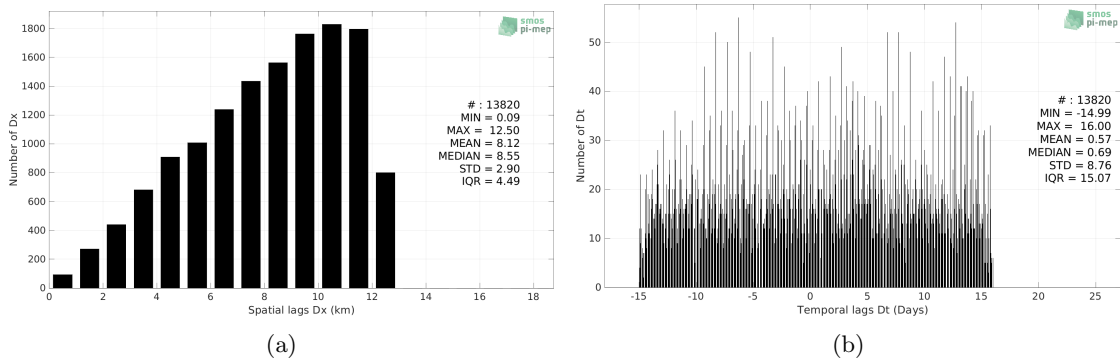 smos
pi-mep
1800
1600
1400
1200
1000
800
600
400
200
0
Number of Dx
# : 13820
MIN = 0.09
MAX = 12.50
MEAN = 8.12
MEDIAN = 8.55
STD = 2.90
IQR = 4.49
0 2 4 6 8 10 12 14 16 18
Spatial lags Dx (km)
(a)
smos
pi-mep
50
40
30
20
10
0
Number of Dt
# : 13820
MIN = -14.99
MAX = 16.00
MEAN = 0.57
MEDIAN = 0.69
STD = 8.76
IQR = 15.07
-15 -10 -5 0 5 10 15 20 25
Temporal lags Dt (Days)
(b)